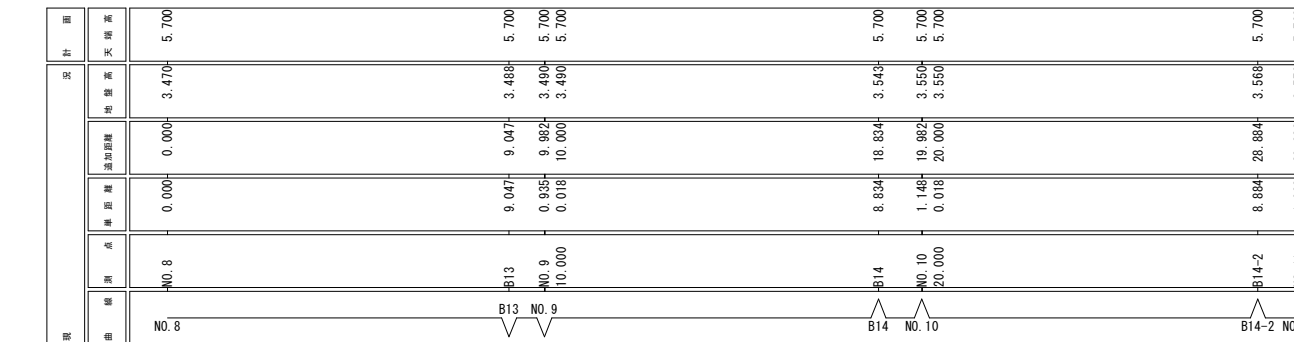 計 画
天 端 高
5.700 5.700 5.700 5.700 5.700 5.700 5.700 5.700
現 況
地 盤 高
3.470 3.488 3.490 3.490 3.543 3.550 3.550 3.568
追加距離
0.000 9.047 9.982 10.000 18.834 19.982 20.000 28.884
単 距 離
0.000 9.047 0.935 0.018 8.834 1.148 0.018 8.884
測 点
NO.8 B13 NO.9 10.000 B14 NO.10 20.000 B14-2
曲 線
NO.8 B13 NO.9 B14 NO.10 B14-2 NO